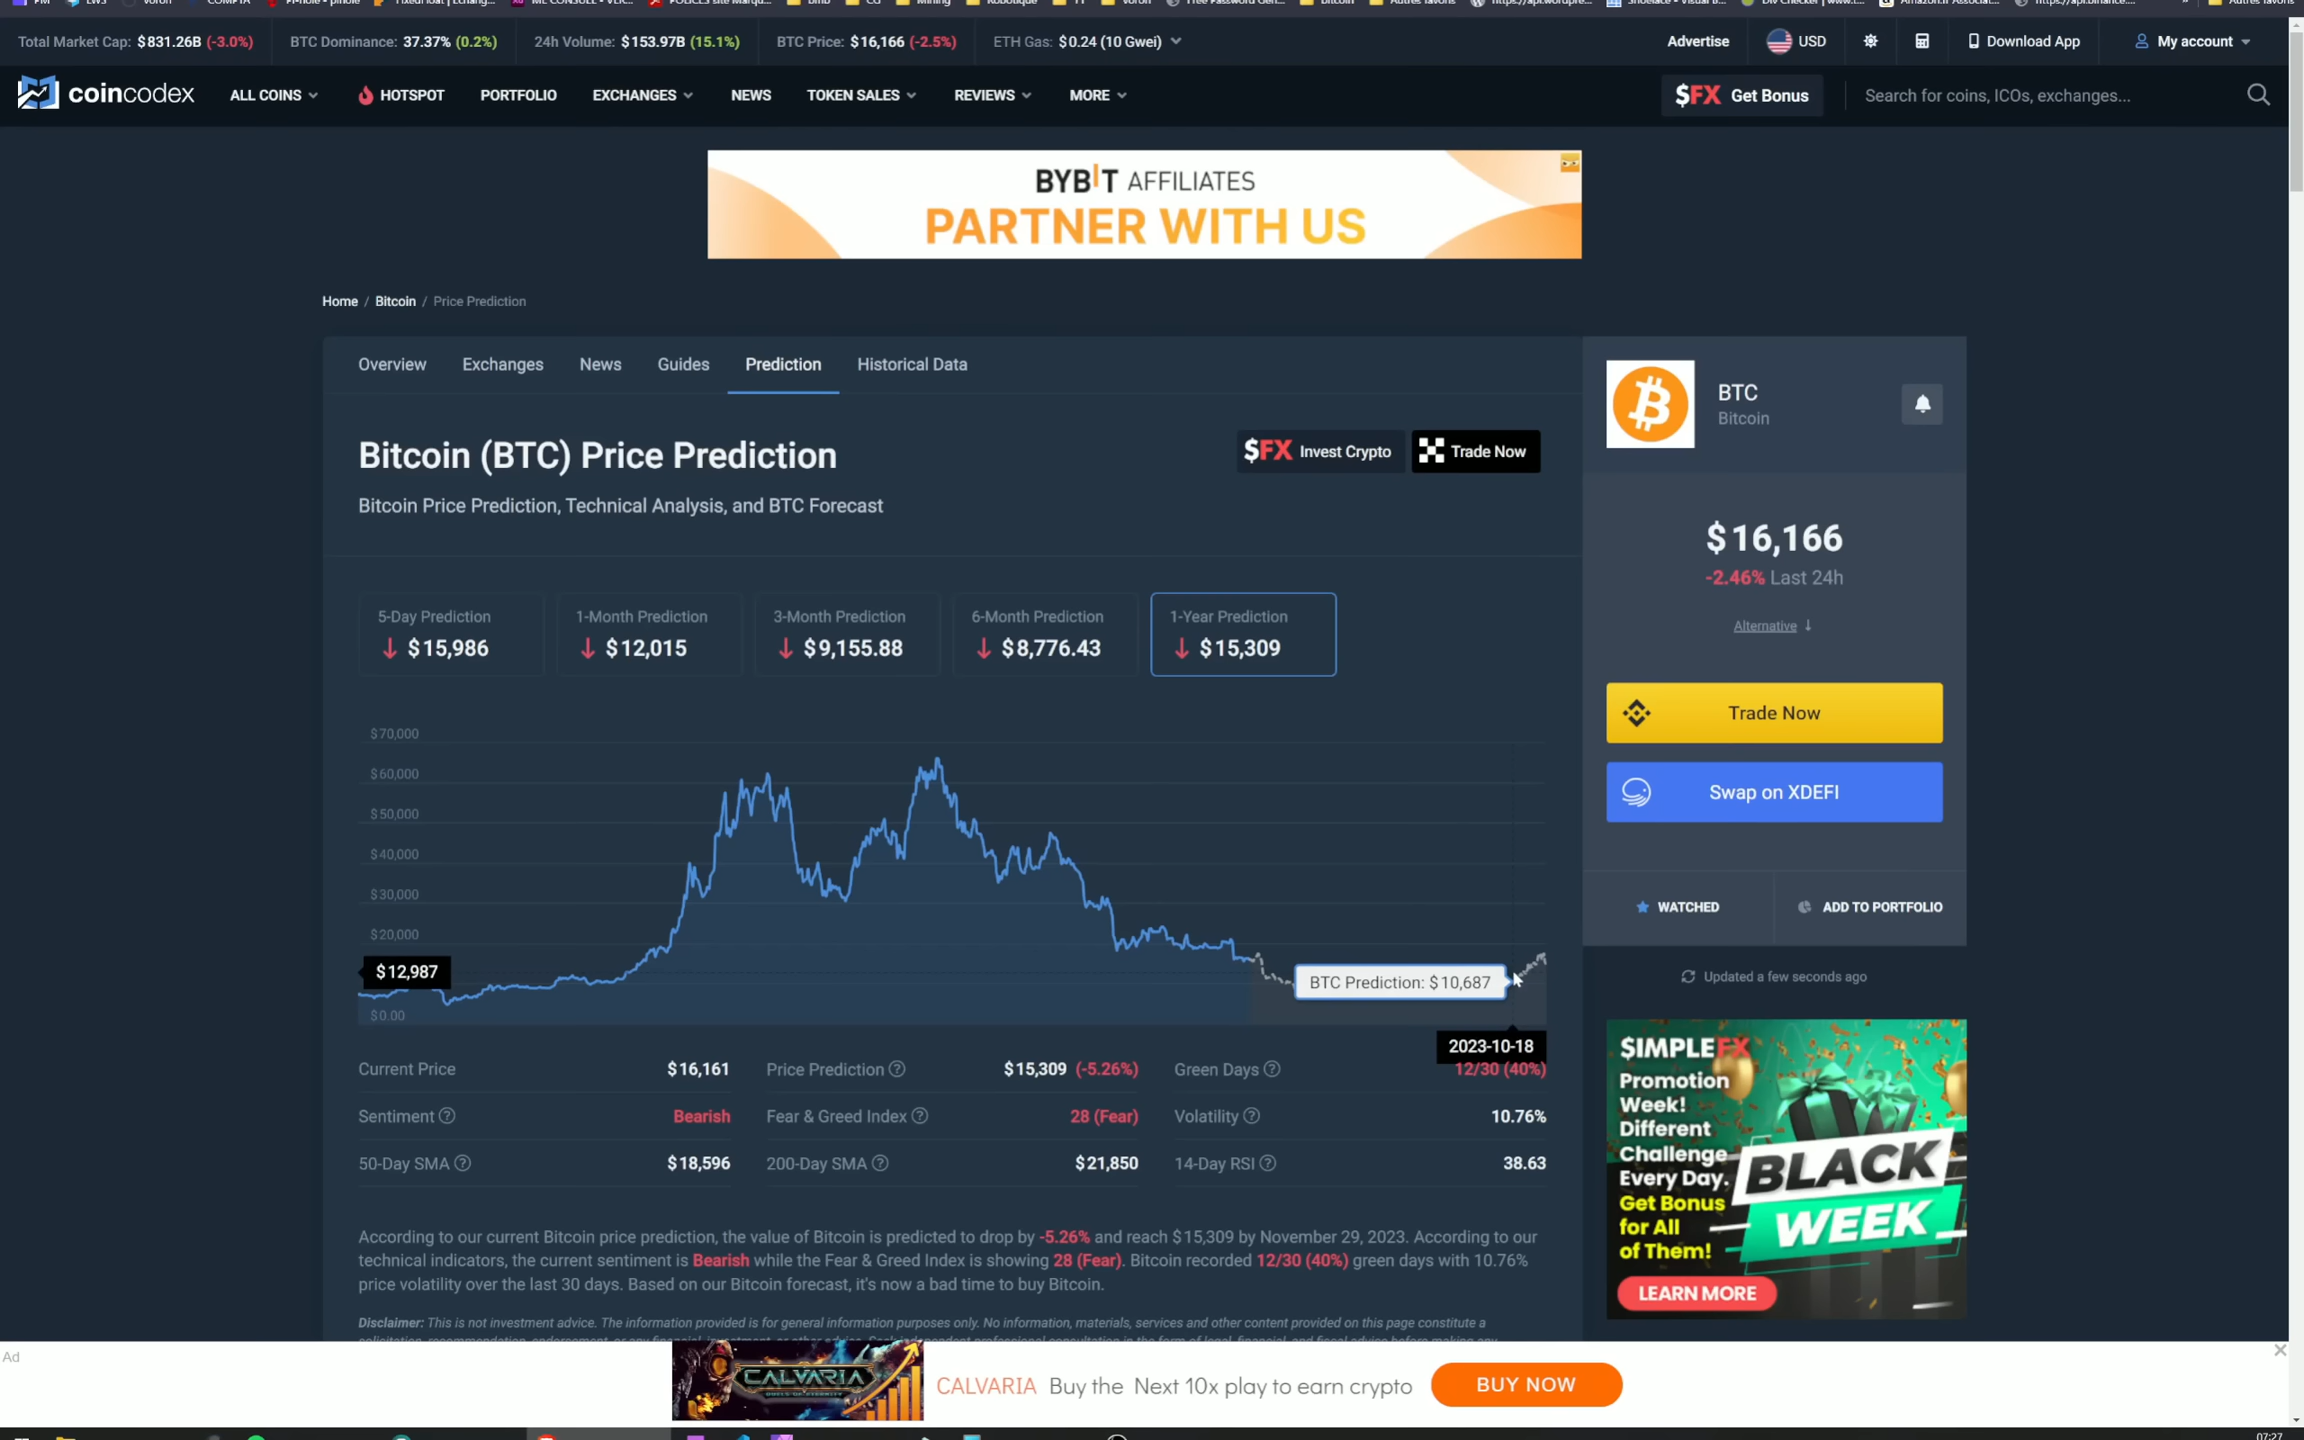 Total Market Cap: $831.26B (-3.0%) BTC Dominance: 37.37% (0.2%) 24h Volume: $153.97B (15.1%) BTC Price: $16,166 (-2.5%) ETH Gas: $0.24 (10 Gwei) Advertise USD Download App My account
coincodex ALL COINS HOTSPOT PORTFOLIO EXCHANGES NEWS TOKEN SALES REVIEWS MORE $FX Get Bonus Search for coins, ICOs, exchanges...
BYBIT AFFILIATES
PARTNER WITH US
Home / Bitcoin / Price Prediction
Overview Exchanges News Guides Prediction Historical Data
Bitcoin (BTC) Price Prediction
$FX Invest Crypto Trade Now
Bitcoin Price Prediction, Technical Analysis, and BTC Forecast
5-Day Prediction 1-Month Prediction 3-Month Prediction 6-Month Prediction 1-Year Prediction
↓ $15,986 ↓ $12,015 ↓ $9,155.88 ↓ $8,776.43 ↓ $15,309
$70,000
$60,000
$50,000
$40,000
$30,000
$20,000
$12,987
BTC Prediction: $10,687
$0.00
2023-10-18
Current Price $16,161 Price Prediction $15,309 (-5.26%) Green Days 12/30 (40%)
Sentiment Bearish Fear & Greed Index 28 (Fear) Volatility 10.76%
50-Day SMA $18,596 200-Day SMA $21,850 14-Day RSI 38.63
According to our current Bitcoin price prediction, the value of Bitcoin is predicted to drop by -5.26% and reach $15,309 by November 29, 2023. According to our
technical indicators, the current sentiment is Bearish while the Fear & Greed Index is showing 28 (Fear). Bitcoin recorded 12/30 (40%) green days with 10.76%
price volatility over the last 30 days. Based on our Bitcoin forecast, it's now a bad time to buy Bitcoin.
Disclaimer: This is not investment advice. The information provided is for general information purposes only. No information, materials, services and other content provided on this page constitute a
BTC
Bitcoin
$16,166
-2.46% Last 24h
Alternative ↓
Trade Now
Swap on XDEFI
WATCHED ADD TO PORTFOLIO
Updated a few seconds ago
$IMPLEFX
Promotion
Week!
Different
Challenge
Every Day.
Get Bonus
for All
of Them!
BLACK
WEEK
LEARN MORE
Ad
CALVARIA
CALVARIA Buy the Next 10x play to earn crypto BUY NOW
07:27